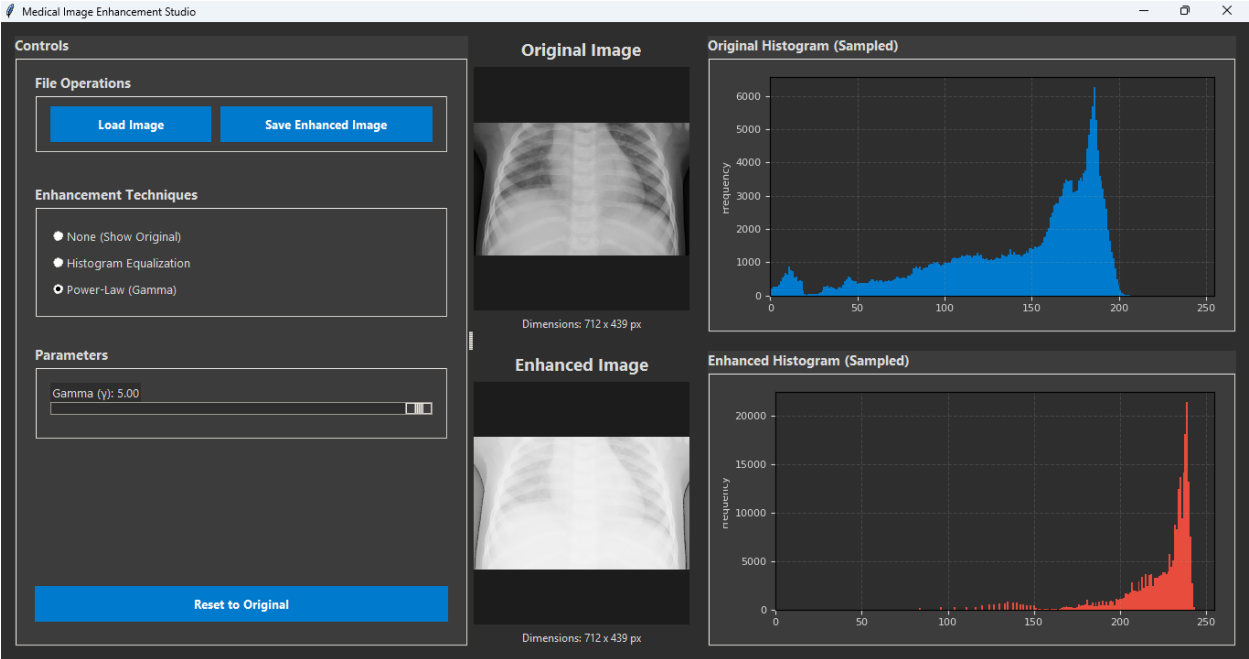 Medical Image Enhancement Studio
Controls
File Operations
Load Image
Save Enhanced Image
Enhancement Techniques
None (Show Original)
Histogram Equalization
Power-Law (Gamma)
Parameters
Gamma (γ): 5.00
Reset to Original
Original Image
Dimensions: 712 x 439 px
Enhanced Image
Dimensions: 712 x 439 px
Original Histogram (Sampled)
Frequency
6000
5000
4000
3000
2000
1000
0
0 50 100 150 200 250
Enhanced Histogram (Sampled)
Frequency
20000
15000
10000
5000
0
0 50 100 150 200 250